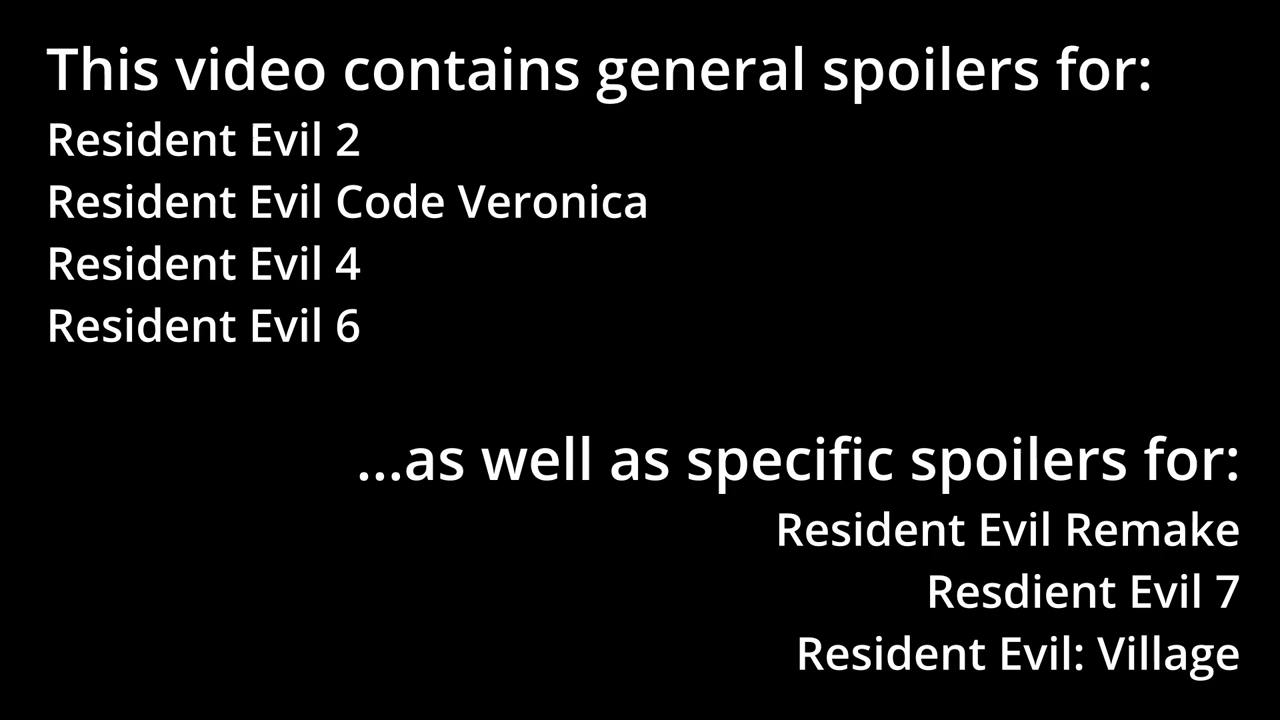 This video contains general spoilers for:
Resident Evil 2
Resident Evil Code Veronica
Resident Evil 4
Resident Evil 6
...as well as specific spoilers for:
Resident Evil Remake
Resdient Evil 7
Resident Evil: Village